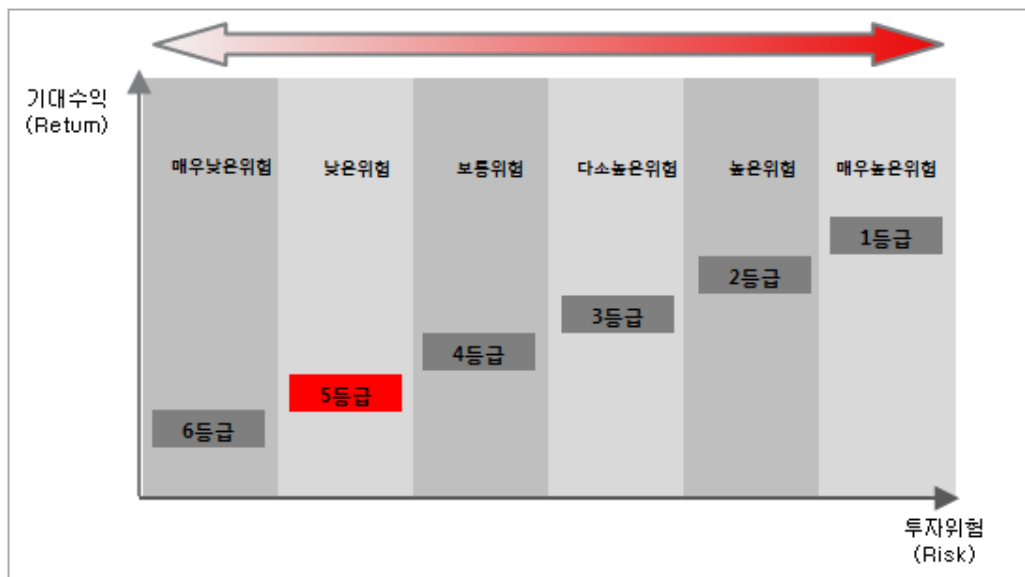 기대수익
(Retum)
매우낮은위험
낮은위험
보통위험
다소높은위험
높은위험
매우높은위험
1등급
2등급
3등급
4등급
5등급
6등급
투자위험
(Risk)